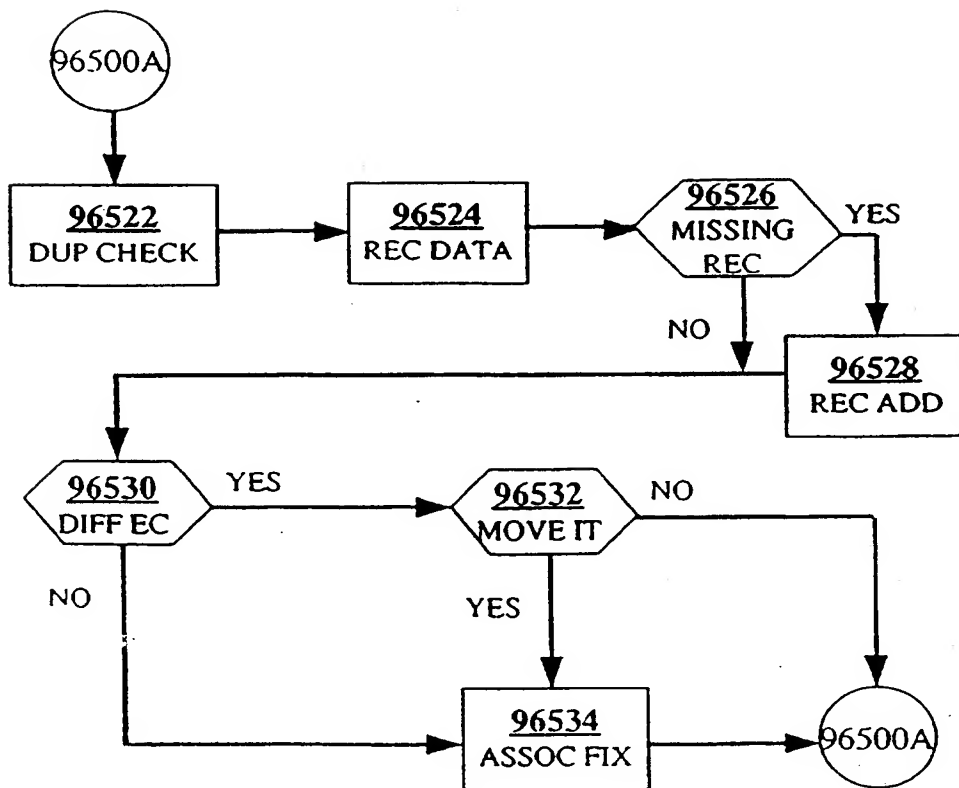 96500A
96522
DUP CHECK
96524
REC DATA
96526
MISSING
REC
YES
NO
96528
REC ADD
96530
DIFF EC
YES
96532
MOVE IT
NO
NO
YES
96534
ASSOC FIX
96500A